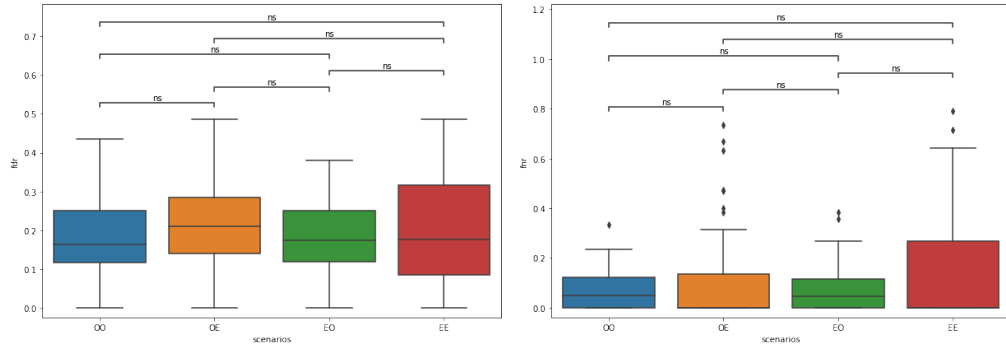 ns
ns
ns
ns
ns
ns
0.7
0.6
0.5
0.4
0.3
0.2
0.1
0.0
fdr
OO OE EO EE
scenarios
ns
ns
ns
ns
ns
ns
1.2
1.0
0.8
0.6
0.4
0.2
0.0
fnr
OO OE EO EE
scenarios